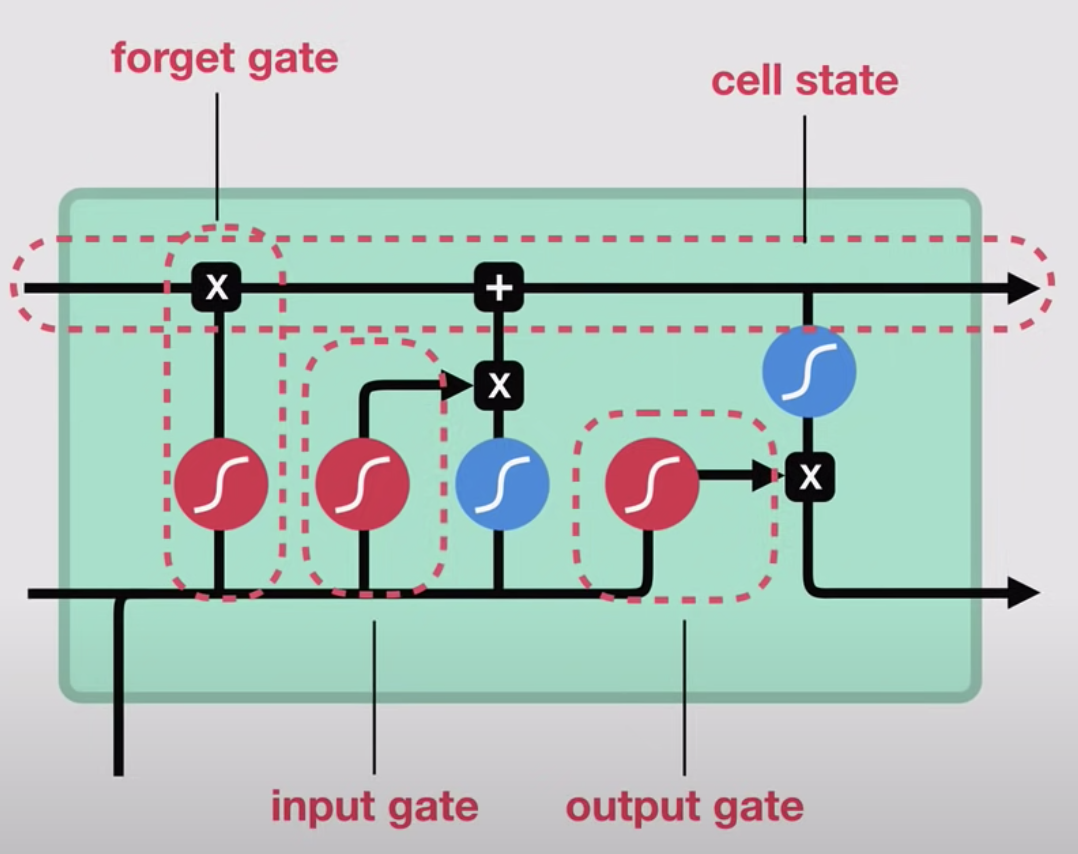 forget gate
cell state
X
+
X
X
input gate
output gate